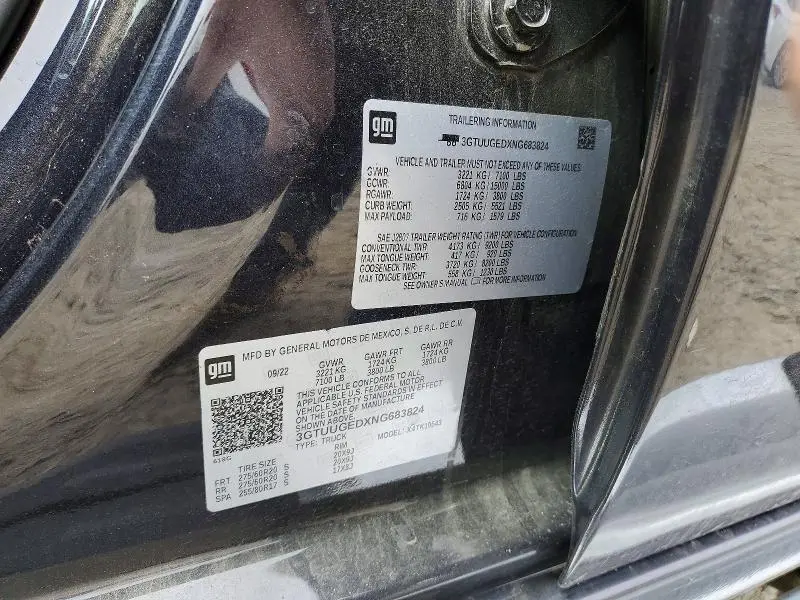 gm
TRAILERING INFORMATION
3GTUUGEDXNG683824
VEHICLE AND TRAILER MUST NOT EXCEED ANY OF THESE VALUES:
GVWR: 3221 KG / 7100 LBS
GCWR: 6804 KG / 15000 LBS
RGAWR: 1724 KG / 3800 LBS
CURB WEIGHT: 2505 KG / 5521 LBS
MAX PAYLOAD: 716 KG / 1579 LBS
SAE J2807 TRAILER WEIGHT RATING (TWR) FOR VEHICLE CONFIGURATION
CONVENTIONAL TWR: 4173 KG / 9200 LBS
MAX TONGUE WEIGHT: 417 KG / 920 LBS
GOOSENECK TWR: 3720 KG / 8200 LBS
MAX TONGUE WEIGHT: 558 KG / 1230 LBS
SEE OWNER'S MANUAL FOR MORE INFORMATION
gm
MFD BY GENERAL MOTORS DE MEXICO, S. DE R.L. DE C.V.
09/22 GVWR GAWR FRT GAWR RR
3221 KG 1724 KG 1724 KG
7100 LB 3800 LB 3800 LB
THIS VEHICLE CONFORMS TO ALL
APPLICABLE U.S. FEDERAL MOTOR
VEHICLE SAFETY STANDARDS IN EFFECT
ON THE DATE OF MANUFACTURE
SHOWN ABOVE.
3GTUUGEDXNG683824
TYPE: TRUCK MODEL: X4TK10543
TIRE SIZE RIM
FRT 275/60R20 S 20X9J
RR 275/60R20 S 20X9J
SPA 255/80R17 S 17X8J